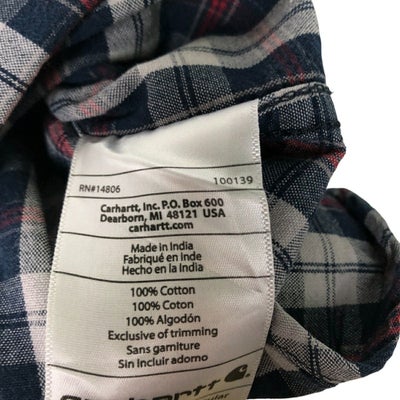 RN#14806 100139
Carhartt, Inc. P.O. Box 600
Dearborn, MI 48121 USA
carhartt.com
Made in India
Fabriqué en Inde
Hecho en la India
100% Cotton
100% Coton
100% Algodón
Exclusive of trimming
Sans garniture
Sin incluir adorno